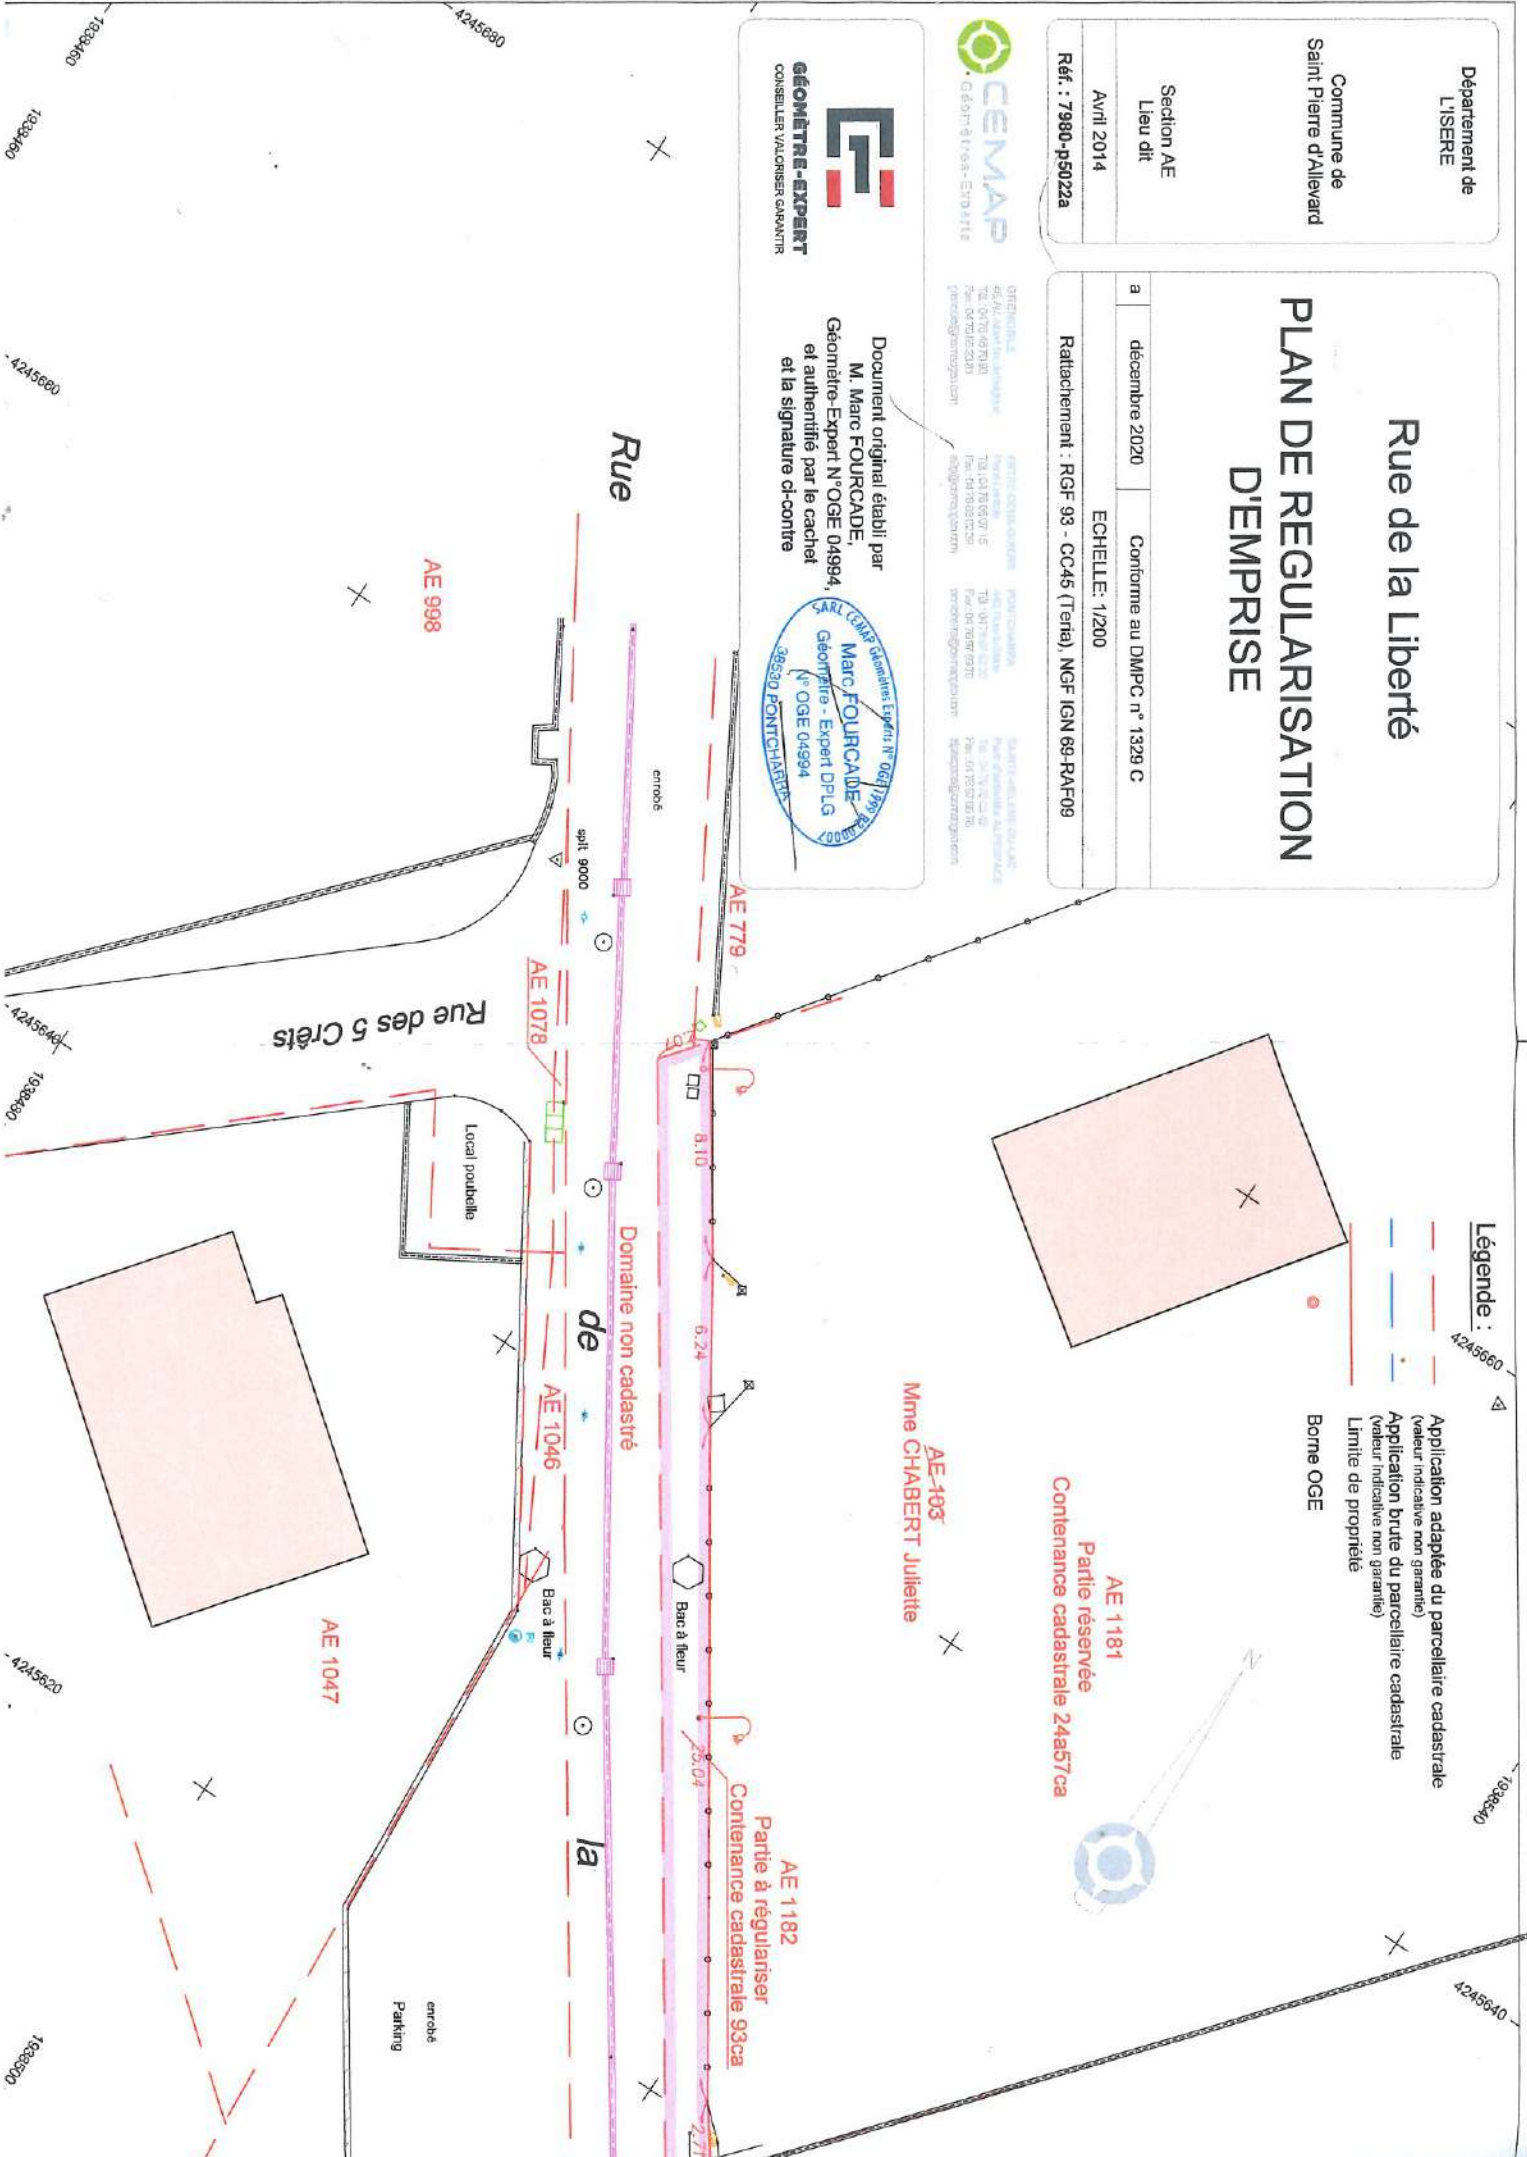 Département de
L'ISERE
Commune de
Saint Pierre d'Allevard
Section AE
Lieu dit
Avril 2014
Réf. : 7980-p5022a
Rue de la Liberté
PLAN DE REGULARISATION
D'EMPRISE
a décembre 2020 Conforme au DMPC n° 1329 C
ECHELLE: 1/200
Rattachement : RGF 93 - CC45 (Teria), NGF IGN 69-RAF09
CEMAP
Géomètres-Experts
GRENOBLE
PONTCHARRA
GÉOMÈTRE-EXPERT
CONSEILLER VALORISER GARANTIR
Document original établi par
M. Marc FOURCADE,
Géomètre-Expert N°OGE 04994,
et authentifié par le cachet
et la signature ci-contre
SARL CEMAP Géomètres Experts N° OGE
Marc FOURCADE
Géomètre - Expert DPLG
N° OGE 04994
38530 PONTCHARRA
Légende :
Application adaptée du parcellaire cadastrale
(valeur indicative non garantie)
Application brute du parcellaire cadastrale
(valeur indicative non garantie)
Limite de propriété
Borne OGE
4245660
4245640
N
AE 1181
Partie réservée
Contenance cadastrale 24a57ca
AE 103
Mme CHABERT Juliette
AE 1182
Partie à régulariser
Contenance cadastrale 93ca
AE 779
8.10
6.24
25.04
2.71
Bac à fleur
enrobé
Domaine non cadastré
Rue
de
la
split 9000
AE 1078
AE 1046
Bac à fleur
Rue des 5 Crêts
Local poubelle
AE 998
AE 1047
enrobé
Parking
4245680
4245660
4245640
4245620